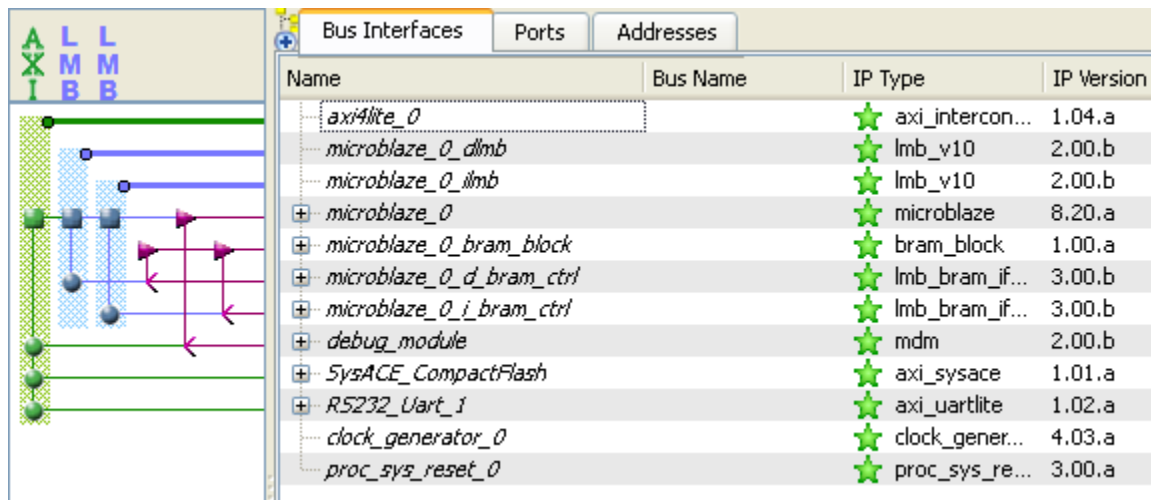 AXI LMB LMB
Bus Interfaces Ports Addresses
Name Bus Name IP Type IP Version
axi4lite_0 axi_intercon... 1.04.a
microblaze_0_dlmb lmb_v10 2.00.b
microblaze_0_ilmb lmb_v10 2.00.b
microblaze_0 microblaze 8.20.a
microblaze_0_bram_block bram_block 1.00.a
microblaze_0_d_bram_ctrl lmb_bram_if... 3.00.b
microblaze_0_i_bram_ctrl lmb_bram_if... 3.00.b
debug_module mdm 2.00.b
SysACE_CompactFlash axi_sysace 1.01.a
RS232_Uart_1 axi_uartlite 1.02.a
clock_generator_0 clock_gener... 4.03.a
proc_sys_reset_0 proc_sys_re... 3.00.a